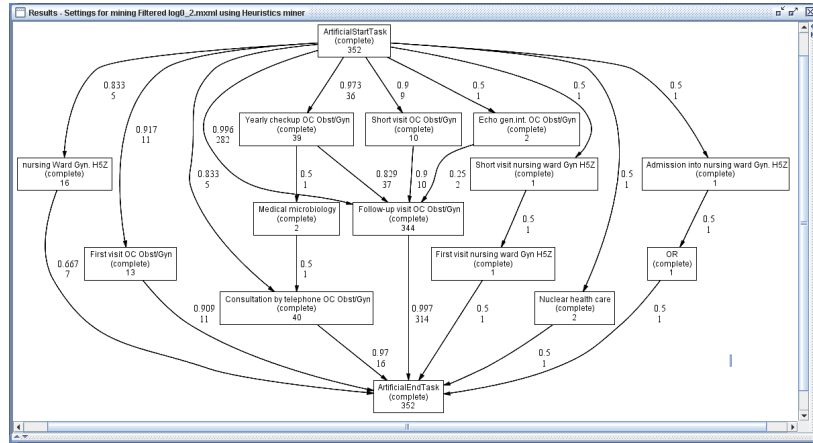 Results - Settings for mining Filtered log0_2.mxml using Heuristics miner
ArtificialStartTask
(complete)
352
0.833
5
0.917
11
0.833
5
0.996
282
0.973
36
0.9
9
0.5
1
0.5
1
0.5
1
0.5
1
Yearly checkup OC Obst/Gyn
(complete)
39
Short visit OC Obst/Gyn
(complete)
10
Echo gen.int. OC Obst/Gyn
(complete)
2
nursing Ward Gyn. H5Z
(complete)
16
0.5
1
0.829
37
0.9
10
0.25
2
Short visit nursing ward Gyn H5Z
(complete)
1
Admission into nursing ward Gyn. H5Z
(complete)
1
Medical microbiology
(complete)
2
Follow-up visit OC Obst/Gyn
(complete)
344
0.5
1
0.5
1
First visit OC Obst/Gyn
(complete)
13
0.667
7
0.5
1
First visit nursing ward Gyn H5Z
(complete)
1
OR
(complete)
1
Consultation by telephone OC Obst/Gyn
(complete)
40
Nuclear health care
(complete)
2
0.909
11
0.997
314
0.5
1
0.5
1
0.5
1
0.97
16
ArtificialEndTask
(complete)
352